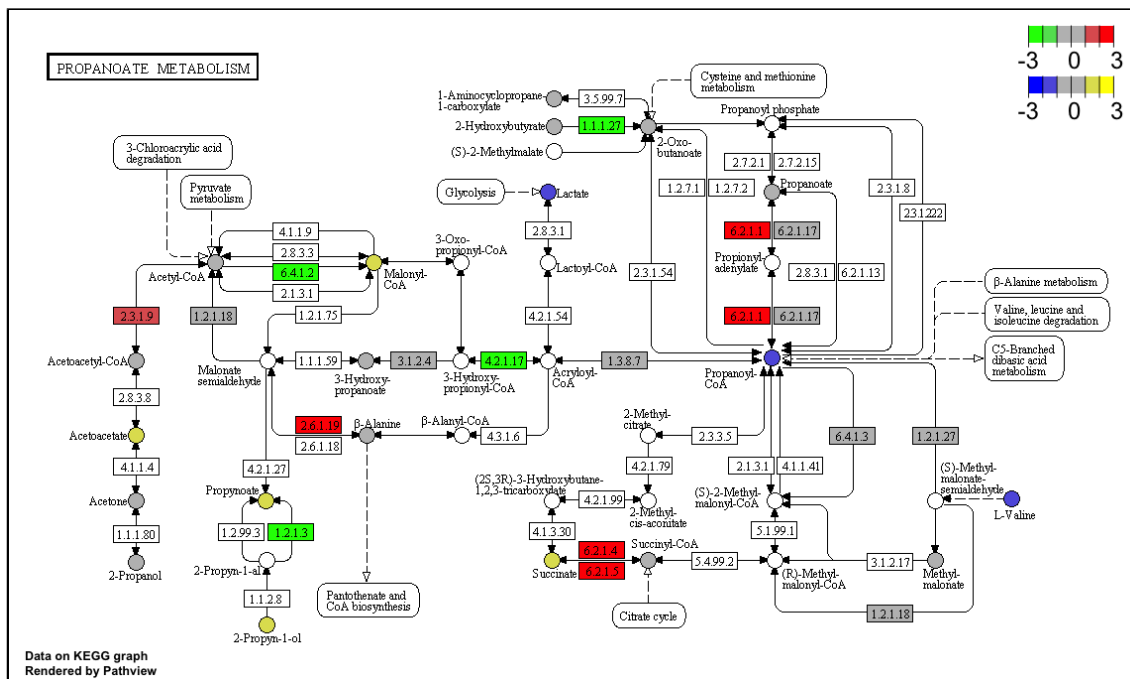 PROPANOATE METABOLISM
-3 0 3
-3 0 3
Cysteine and methionine
metabolism
1-Aminocyclopropane
1-carboxylate
3.5.99.7
Propanoyl phosphate
2-Hydroxybutyrate
1.1.1.27
2-Oxo-
butanoate
(S)-2-Methylmalate
3-Chloroacrylic acid
degradation
Pyruvate
metabolism
Glycolysis
Lactate
2.7.2.1
2.7.2.15
1.2.7.1
1.2.7.2
Propanoate
2.3.1.8
2.3.1.222
4.1.1.9
2.8.3.3
6.4.1.2
2.1.3.1
Acetyl-CoA
Malonyl-
CoA
3-Oxo-
propionyl-CoA
2.8.3.1
Lactoyl-CoA
6.2.1.1
6.2.1.17
Propionyl-
adenylate
2.3.1.54
2.8.3.1
6.2.1.13
β-Alanine metabolism
Valine, leucine and
isoleucine degradation
C5-Branched
dibasic acid
metabolism
2.3.1.9
1.2.1.18
1.2.1.75
4.2.1.54
6.2.1.1
6.2.1.17
Acetoacetyl-CoA
Malonate
semialdehyde
1.1.1.59
3-Hydroxy-
propanoate
3.1.2.4
3-Hydroxy-
propionyl-CoA
4.2.1.17
Acryloyl-
CoA
1.3.8.7
Propanoyl-
CoA
2.8.3.8
Acetoacetate
2.6.1.19
2.6.1.18
β-Alanine
β-Alanyl-CoA
4.3.1.6
2-Methyl-
citrate
2.3.3.5
6.4.1.3
1.2.1.27
4.1.1.4
Acetone
4.2.1.27
Propynoate
(2S,3R)-3-Hydroxybutane-
1,2,3-tricarboxylate
4.2.1.79
4.2.1.99
2-Methyl-
cis-aconitate
2.1.3.1
4.1.1.41
(S)-2-Methyl-
malonyl-CoA
(S)-Methyl-
malonate-
semialdehyde
L-Valine
1.1.1.80
2-Propanol
1.2.99.3
1.2.1.3
2-Propyn-1-al
4.1.3.30
6.2.1.4
6.2.1.5
Succinate
Succinyl-CoA
5.4.99.2
5.1.99.1
(R)-Methyl-
malonyl-CoA
3.1.2.17
Methyl-
malonate
1.1.2.8
2-Propyn-1-ol
Pantothenate and
CoA biosynthesis
Citrate cycle
1.2.1.18
Data on KEGG graph
Rendered by Pathview